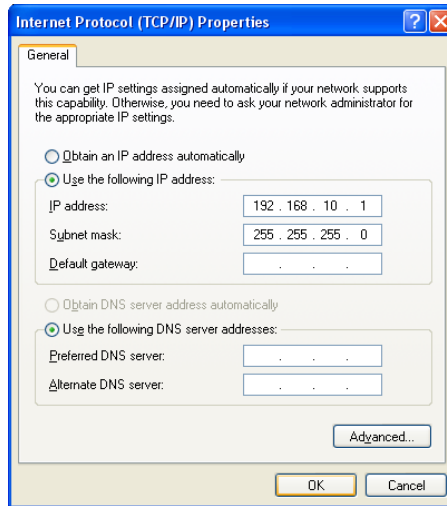 Internet Protocol (TCP/IP) Properties
General
You can get IP settings assigned automatically if your network supports
this capability. Otherwise, you need to ask your network administrator for
the appropriate IP settings.
Obtain an IP address automatically
Use the following IP address:
IP address: 192 . 168 . 10 . 1
Subnet mask: 255 . 255 . 255 . 0
Default gateway: . . .
Obtain DNS server address automatically
Use the following DNS server addresses:
Preferred DNS server: . . .
Alternate DNS server: . . .
Advanced...
OK Cancel